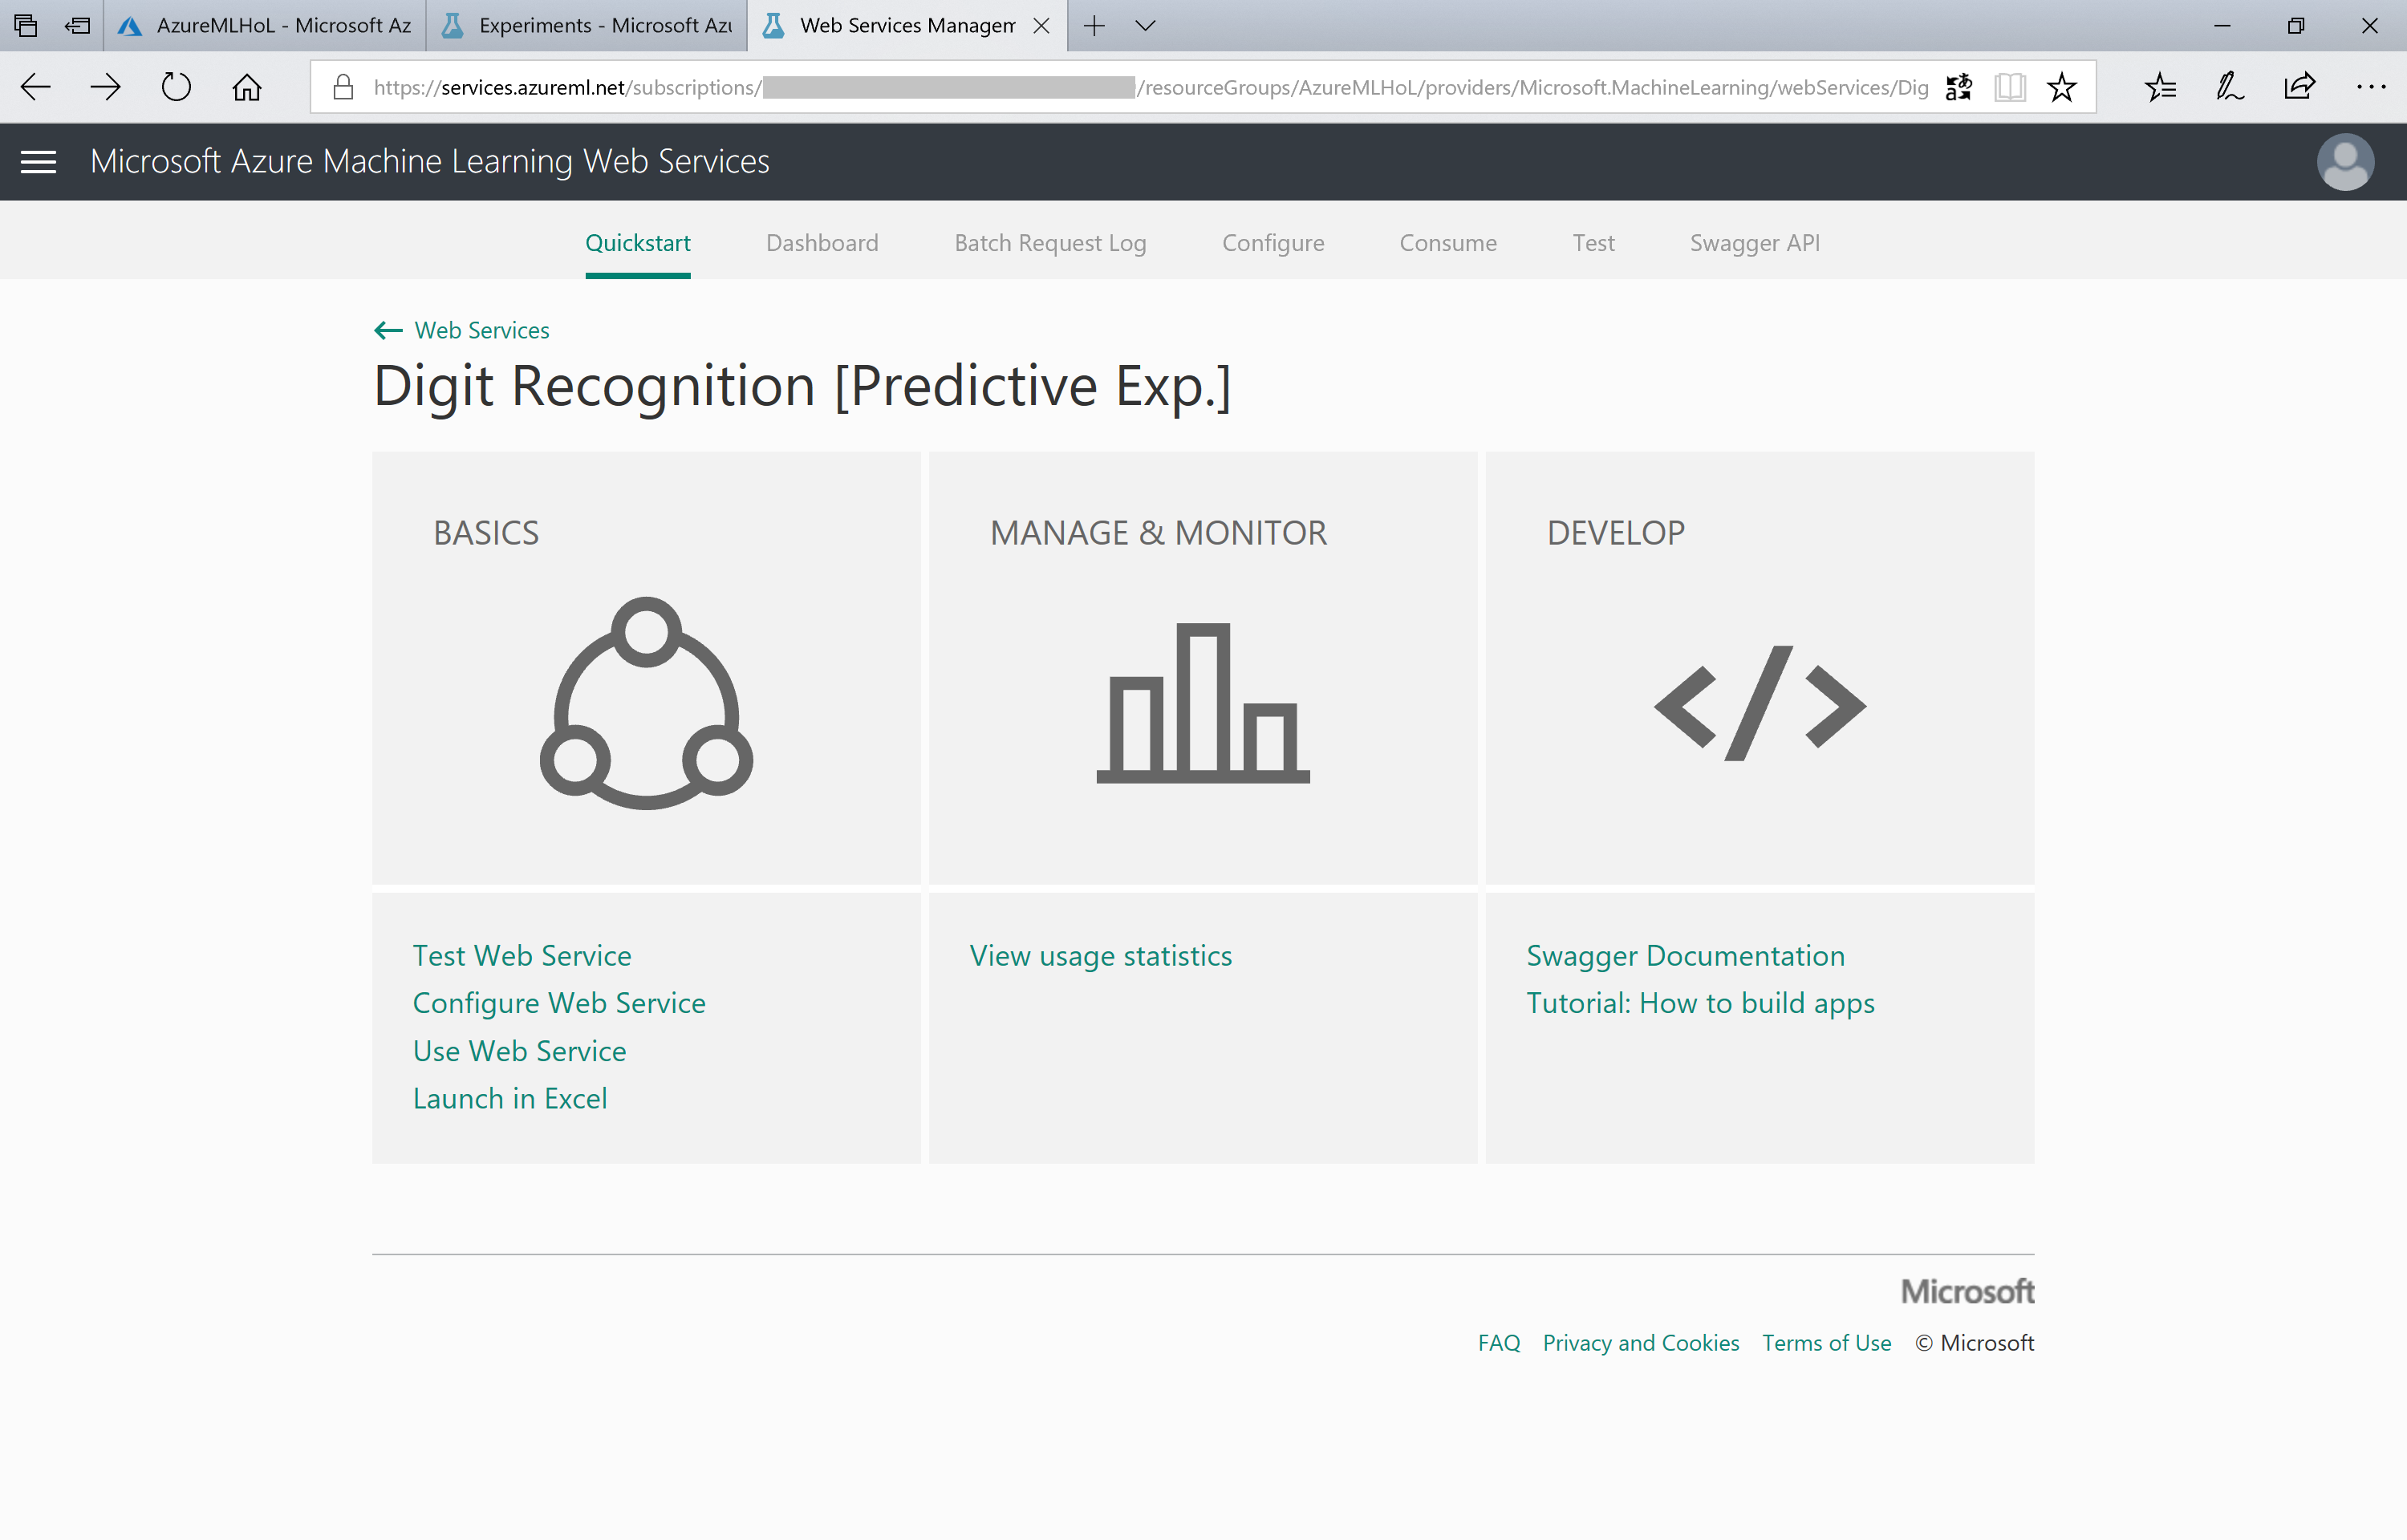 AzureMLHoL - Microsoft Az
Experiments - Microsoft Azu
Web Services Managem
https://services.azureml.net/subscriptions/ /resourceGroups/AzureMLHoL/providers/Microsoft.MachineLearning/webServices/Dig
Microsoft Azure Machine Learning Web Services
Quickstart Dashboard Batch Request Log Configure Consume Test Swagger API
Web Services
Digit Recognition [Predictive Exp.]
BASICS
MANAGE & MONITOR
DEVELOP
Test Web Service
Configure Web Service
Use Web Service
Launch in Excel
View usage statistics
Swagger Documentation
Tutorial: How to build apps
Microsoft
FAQ Privacy and Cookies Terms of Use © Microsoft